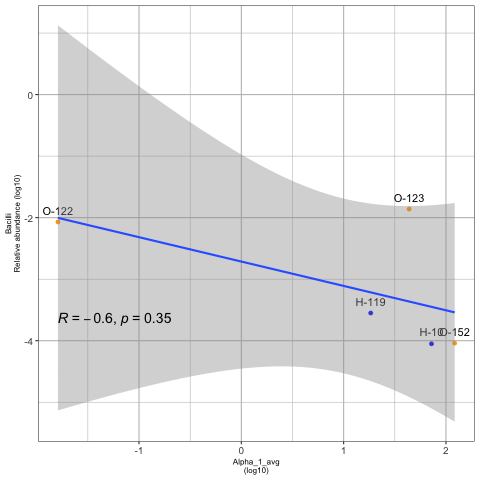 0
-2
-4
Bacilli
Relative abundance (log10)
O-122
O-123
H-119
O-152
R = −0.6, p = 0.35
-1
0
1
2
Alpha_1_avg
(log10)